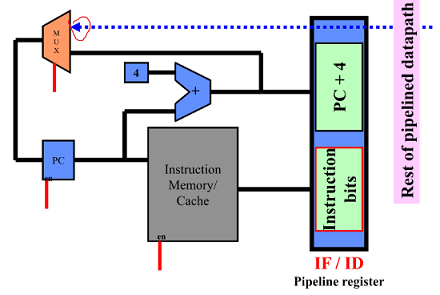 MUX
4
+
PC + 4
Rest of pipelined datapath
PC
en
Instruction
Memory/
Cache
en
Instruction
bits
IF / ID
Pipeline register